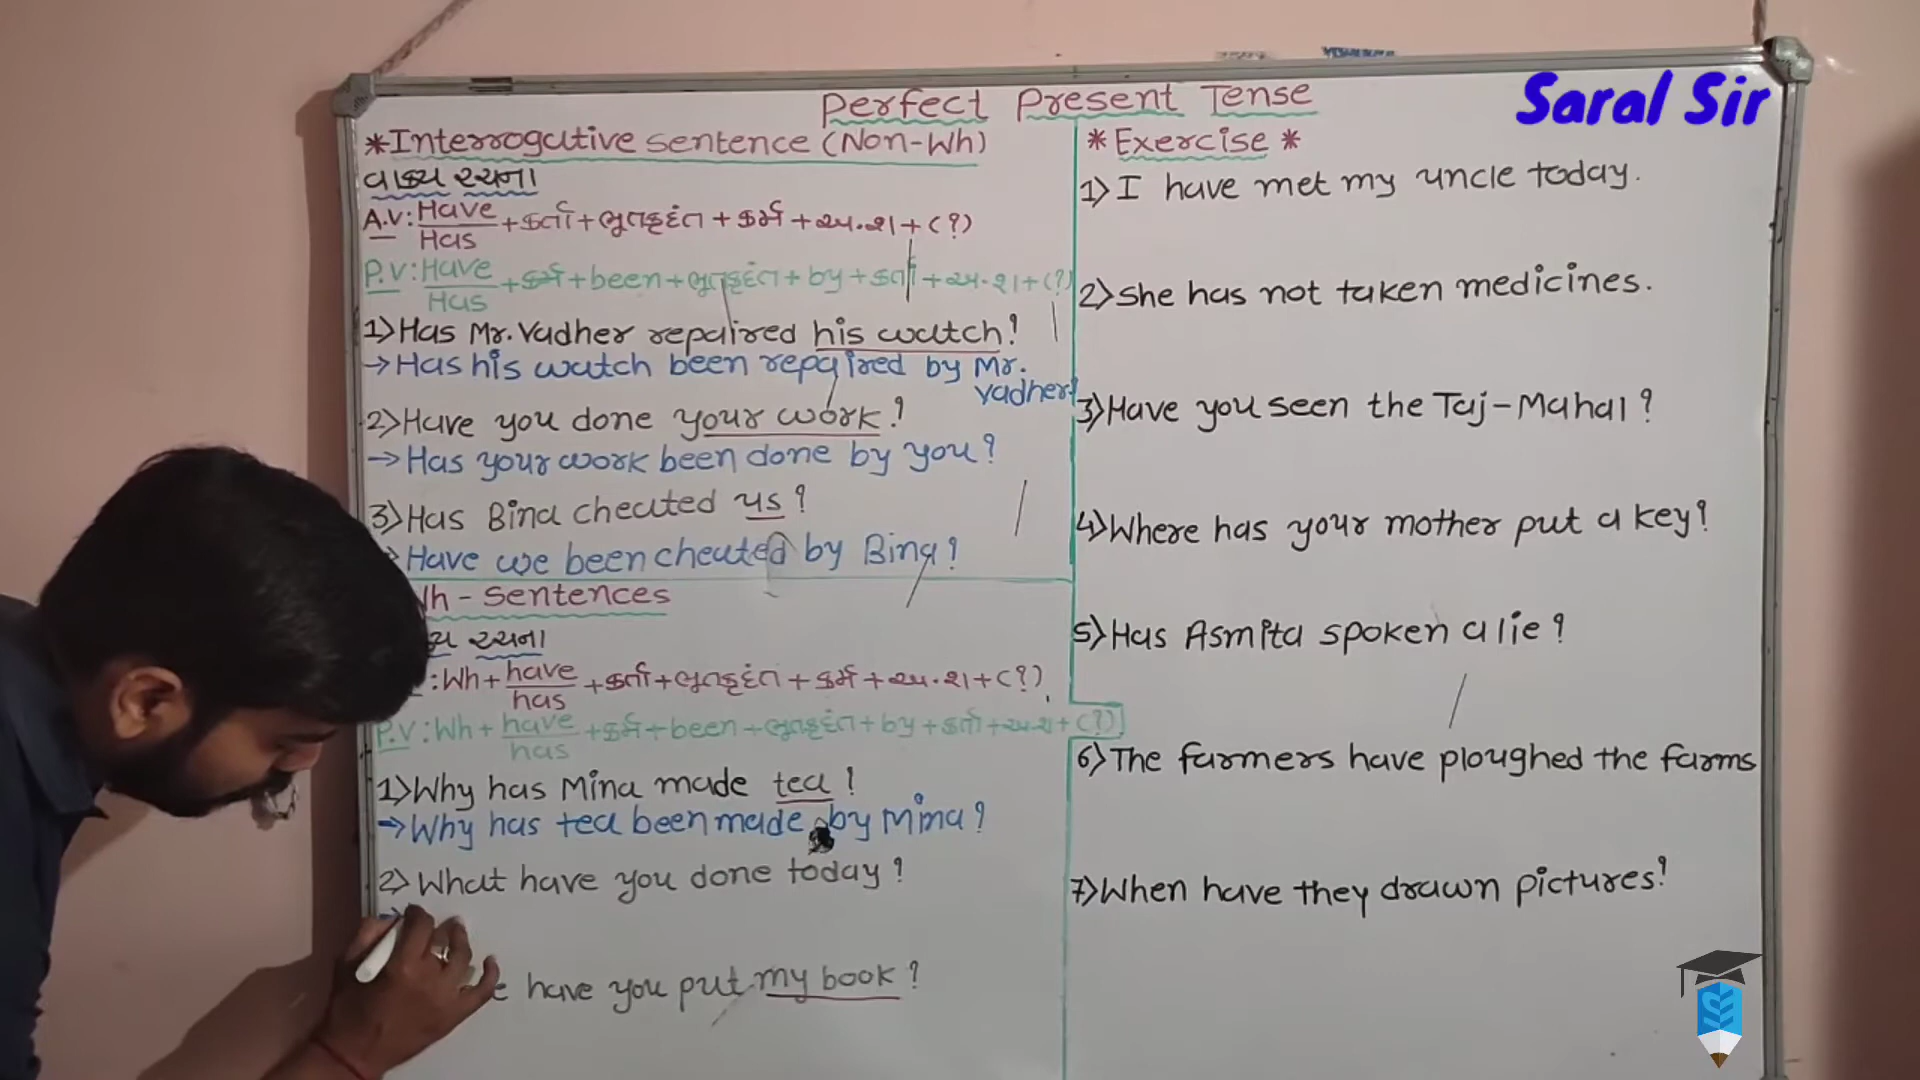 Perfect Present Tense
Saral Sir
*Interrogative sentence (Non-Wh)
વાક્ય રચના
A.V: Have/Has + કર્તા + ભૂતકૃદંત + કર્મ + અ.વ.શ + (?)
P.V: Have/Has + કર્મ + been + ભૂતકૃદંત + by + કર્તા + અ.વ.શ + (?)
1) Has Mr. Vadher repaired his watch?
→ Has his watch been repaired by Mr.
Vadher?
2) Have you done your work?
→ Has your work been done by you?
3) Has Bina cheated us?
Have we been cheated by Bina?
Wh - Sentences
રચના
: Wh + have/has + કર્તા + ભૂતકૃદંત + કર્મ + અ.વ.શ + (?)
P.V: Wh + have/has + કર્મ + been + ભૂતકૃદંત + by + કર્તા + અ.વ.શ + (?)
1) Why has Mina made tea?
→ Why has tea been made by Mina?
2) What have you done today?
→
have you put my book?
* Exercise *
1) I have met my uncle today.
2) She has not taken medicines.
3) Have you seen the Taj-Mahal?
4) Where has your mother put a key?
5) Has Asmita spoken a lie?
6) The farmers have ploughed the farms
7) When have they drawn pictures?